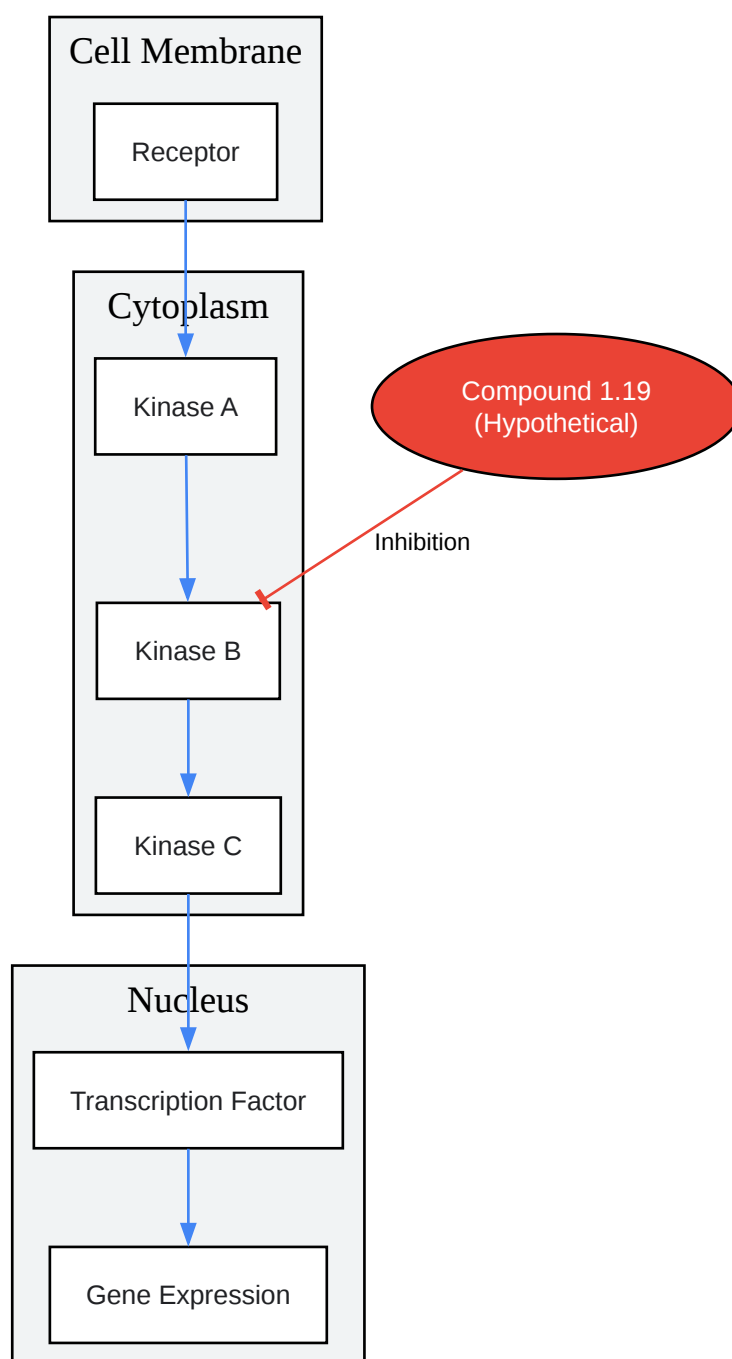 Cell Membrane
Receptor
Cytoplasm
Kinase A
Compound 1.19
(Hypothetical)
Inhibition
Kinase B
Kinase C
Nucleus
Transcription Factor
Gene Expression